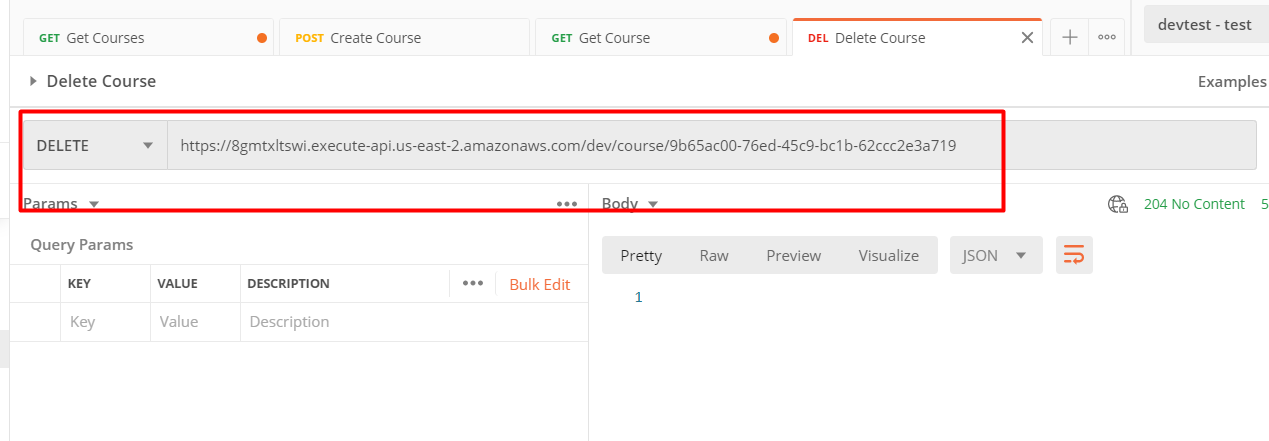 GET Get Courses POST Create Course GET Get Course DEL Delete Course devtest - test
Delete Course Examples
DELETE https://8gmtxltswi.execute-api.us-east-2.amazonaws.com/dev/course/9b65ac00-76ed-45c9-bc1b-62ccc2e3a719
Params Body 204 No Content 5
Query Params Pretty Raw Preview Visualize JSON
KEY VALUE DESCRIPTION Bulk Edit
1
Key Value Description